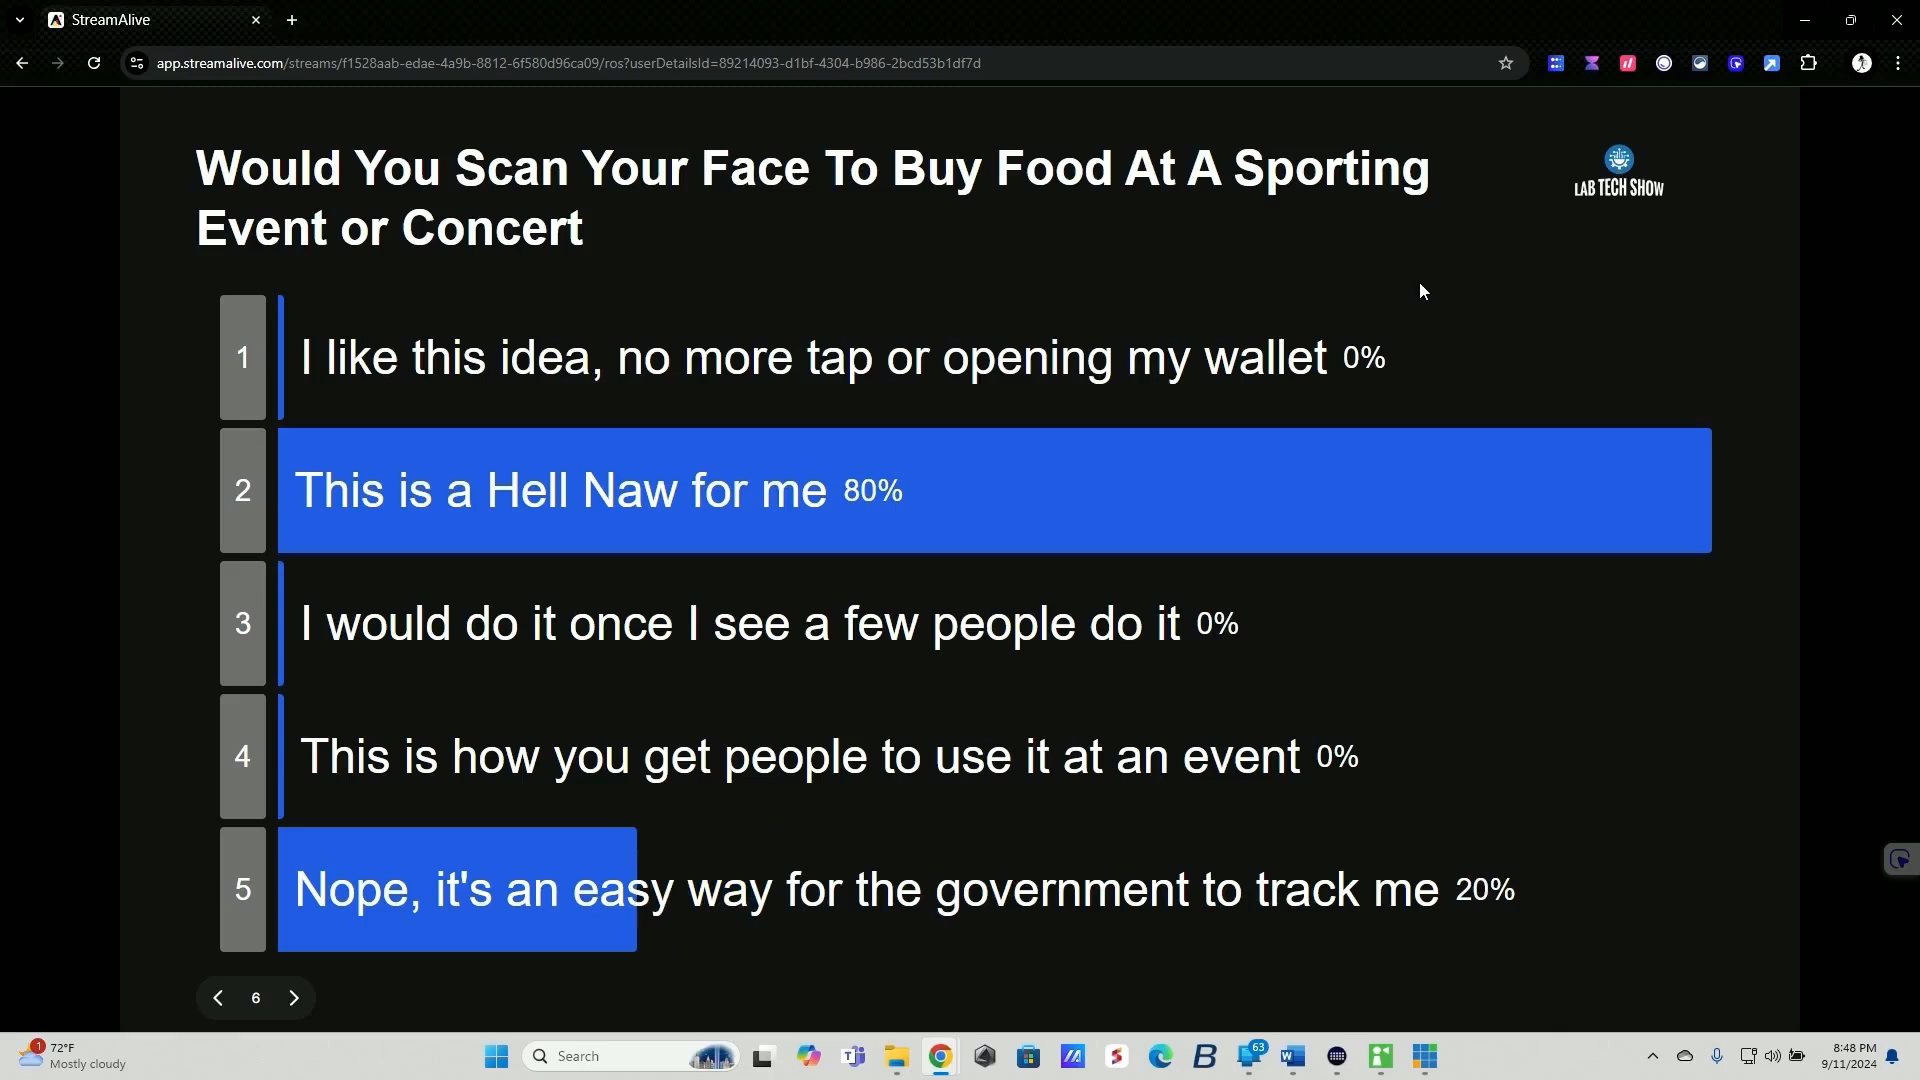 StreamAlive
app.streamalive.com/streams/f1528aab-edae-4a9b-8812-6f580d96ca09/ros?userDetailsId=89214093-d1bf-4304-b986-2bcd53b1df7d
Would You Scan Your Face To Buy Food At A Sporting
Event or Concert
LAB TECH SHOW
1 I like this idea, no more tap or opening my wallet 0%
2 This is a Hell Naw for me 80%
3 I would do it once I see a few people do it 0%
4 This is how you get people to use it at an event 0%
5 Nope, it's an easy way for the government to track me 20%
6
1
72°F
Mostly cloudy
Search
63
8:48 PM
9/11/2024